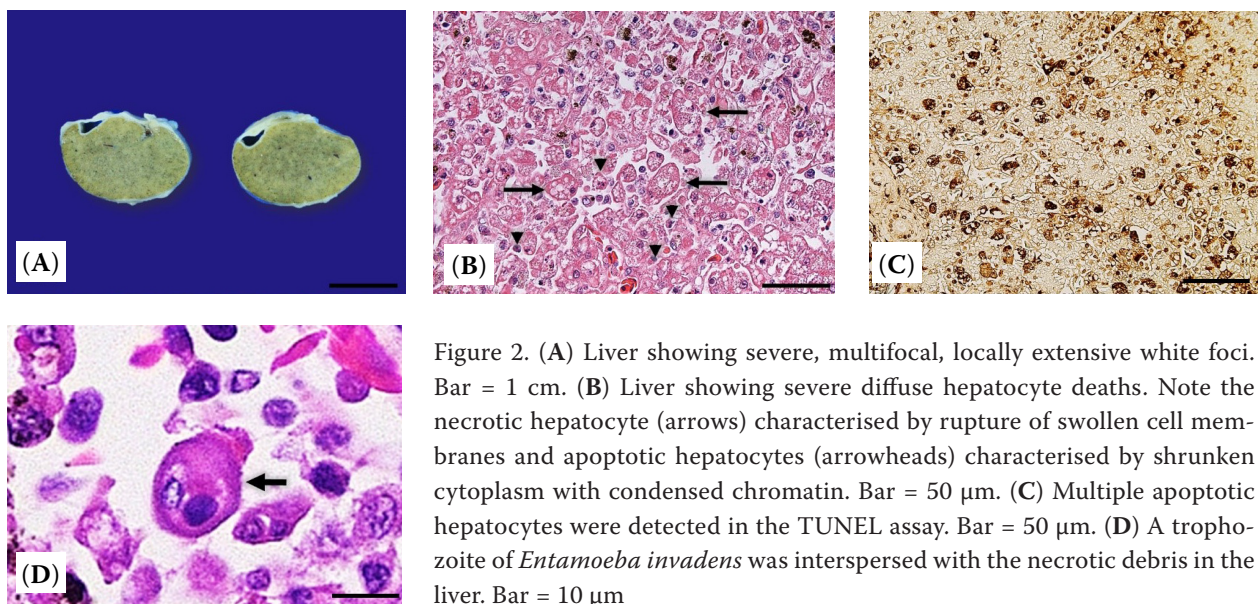 (A)
(B)
(C)
(D)
Figure 2. (A) Liver showing severe, multifocal, locally extensive white foci.
Bar = 1 cm. (B) Liver showing severe diffuse hepatocyte deaths. Note the
necrotic hepatocyte (arrows) characterised by rupture of swollen cell mem-
branes and apoptotic hepatocytes (arrowheads) characterised by shrunken
cytoplasm with condensed chromatin. Bar = 50 μm. (C) Multiple apoptotic
hepatocytes were detected in the TUNEL assay. Bar = 50 μm. (D) A tropho-
zoite of Entamoeba invadens was interspersed with the necrotic debris in the
liver. Bar = 10 μm